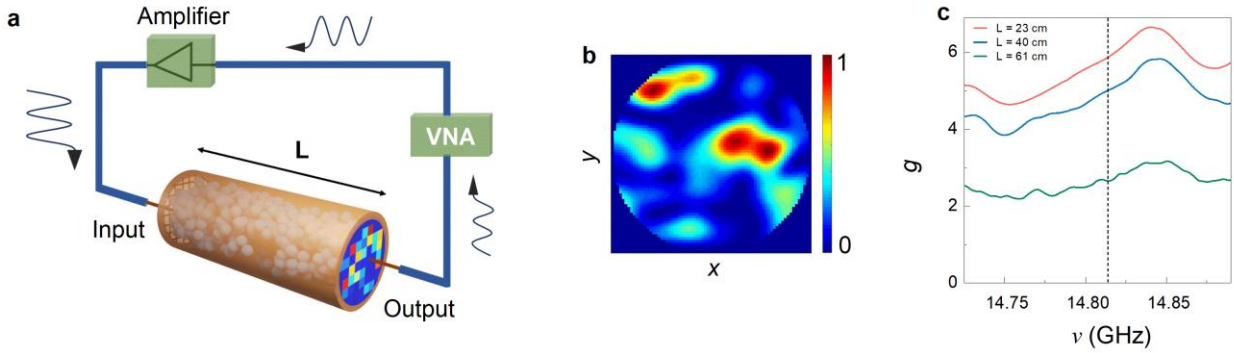 a
Amplifier
VNA
L
Input
Output
b
y
x
1
0
c
L = 23 cm
L = 40 cm
L = 61 cm
g
6
4
2
0
14.75
14.80
14.85
ν (GHz)